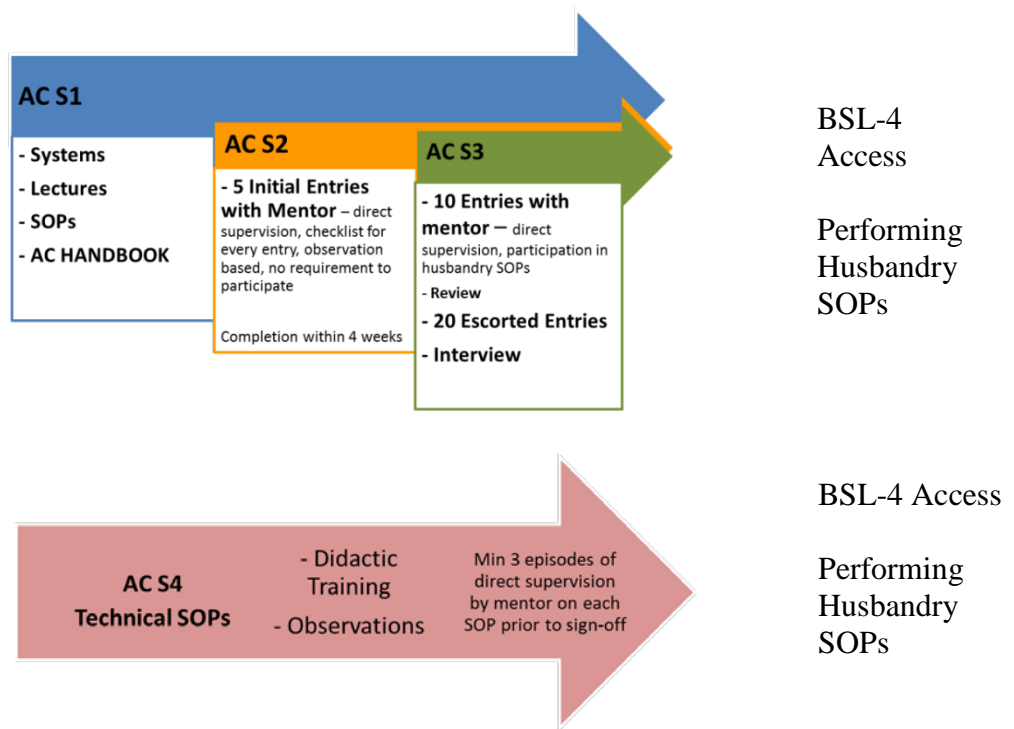 AC S1
- Systems
- Lectures
- SOPs
- AC HANDBOOK
AC S2
- 5 Initial Entries
with Mentor – direct
supervision, checklist for
every entry, observation
based, no requirement to
participate
Completion within 4 weeks
AC S3
- 10 Entries with
mentor – direct
supervision, participation in
husbandry SOPs
- Review
- 20 Escorted Entries
- Interview
BSL-4
Access
Performing
Husbandry
SOPs
AC S4
Technical SOPs
- Didactic
Training
- Observations
Min 3 episodes of
direct supervision
by mentor on each
SOP prior to sign-off
BSL-4 Access
Performing
Husbandry
SOPs